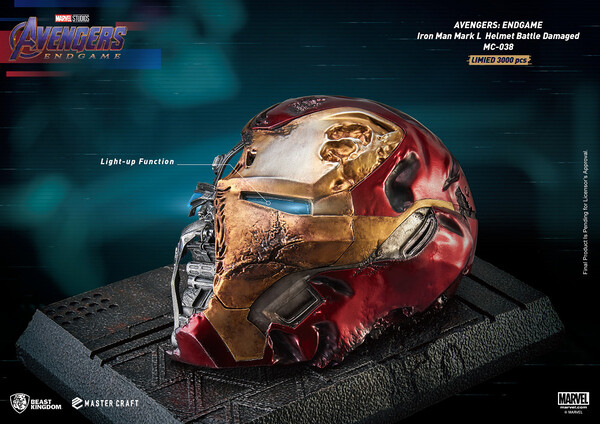 MARVEL STUDIOS
AVENGERS
ENDGAME
AVENGERS: ENDGAME
Iron Man Mark L Helmet Battle Damaged
MC-038
LIMIED 3000 pcs
Light-up Function
Final Product Is Pending for Licensor's Approval
BEAST
KINGDOM
MASTER CRAFT
MARVEL
marvel.com
© MARVEL